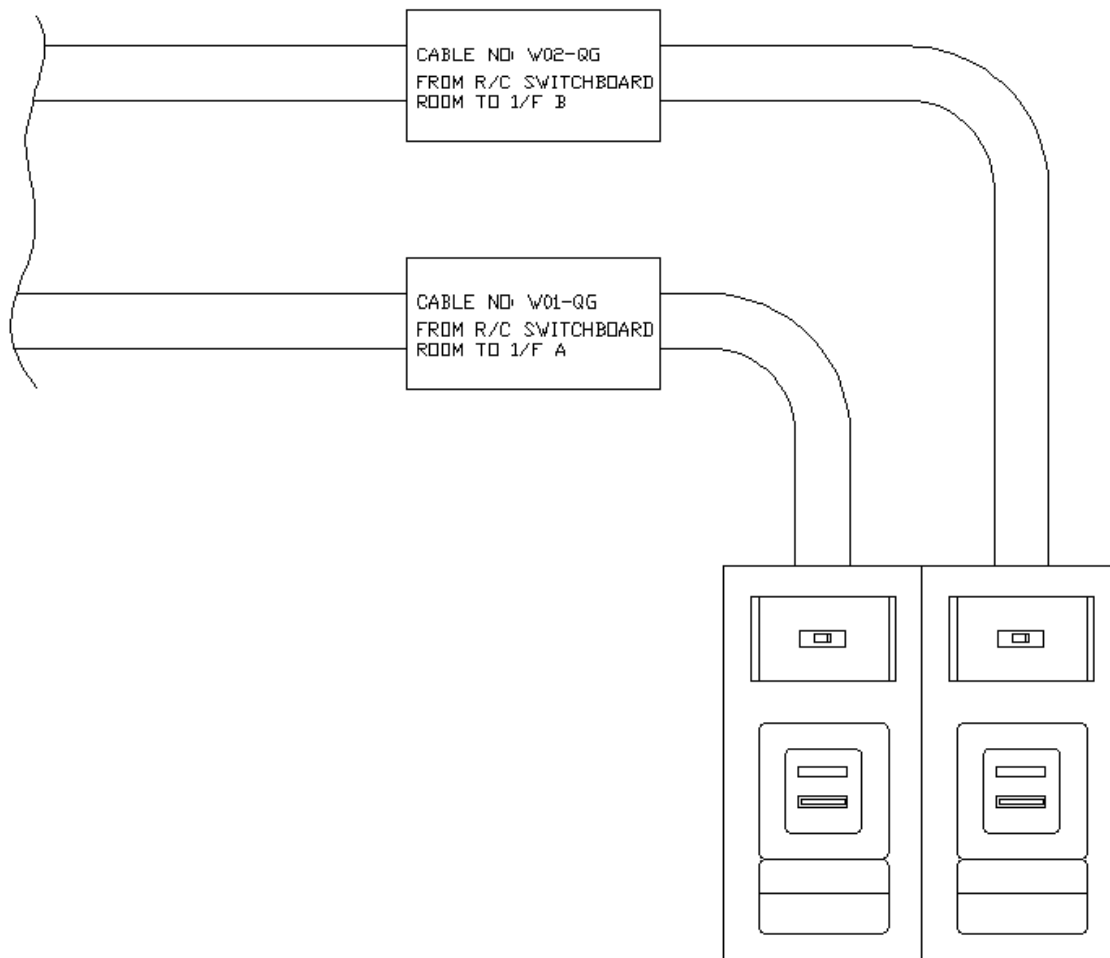 CABLE NO: W02-QG
FROM R/C SWITCHBOARD
ROOM TO 1/F B
CABLE NO: W01-QG
FROM R/C SWITCHBOARD
ROOM TO 1/F A